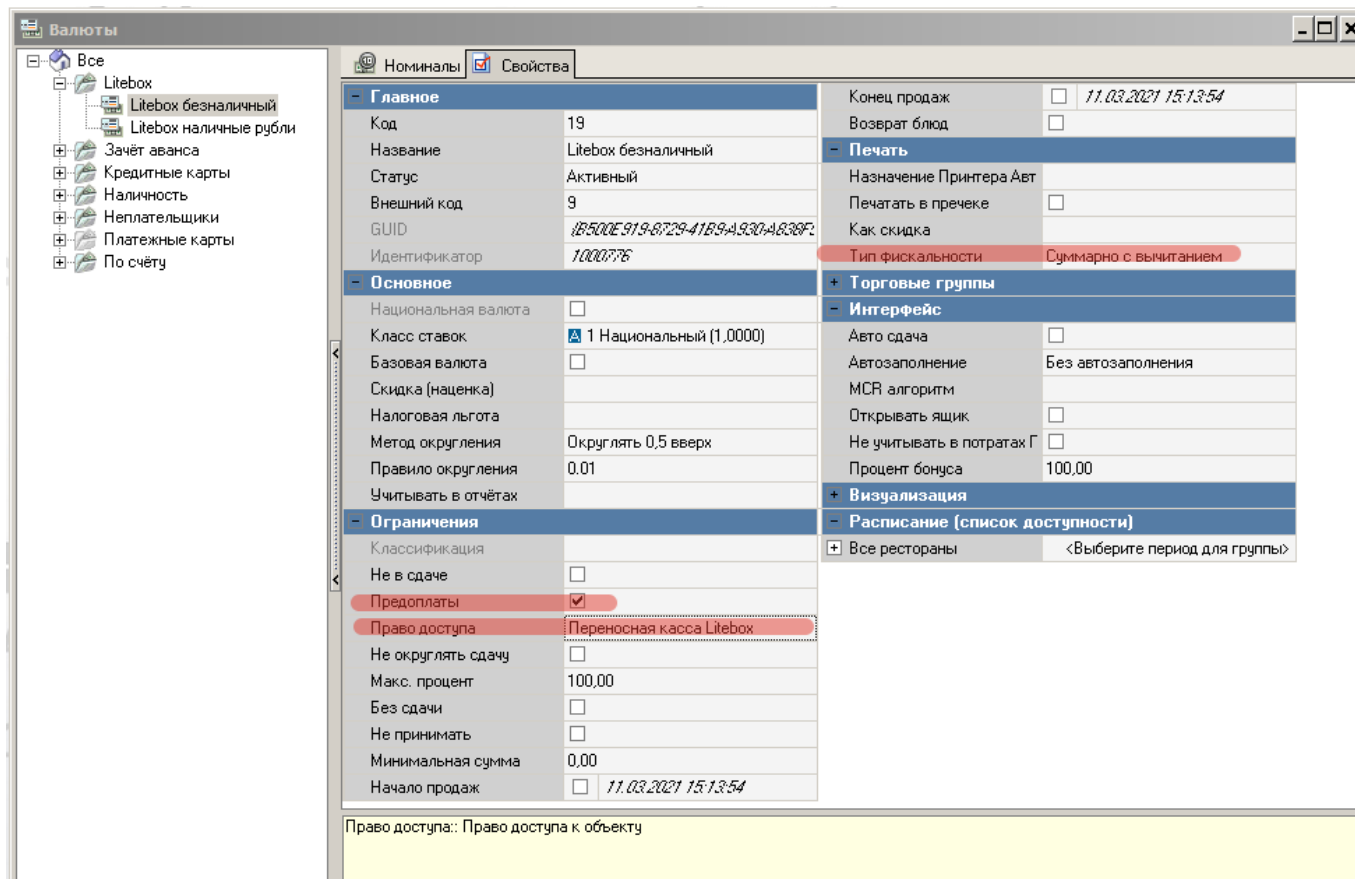 Валюты
Все
Litebox
Litebox безналичный
Litebox наличные рубли
Зачёт аванса
Кредитные карты
Наличность
Неплательщики
Платежные карты
По счёту
Номиналы
Свойства
Главное
Код 19
Название Litebox безналичный
Статус Активный
Внешний код 9
GUID
Идентификатор 1000776
Основное
Национальная валюта
Класс ставок 1 Национальный (1,0000)
Базовая валюта
Скидка (наценка)
Налоговая льгота
Метод округления Округлять 0,5 вверх
Правило округления 0.01
Учитывать в отчётах
Ограничения
Классификация
Не в сдаче
Предоплаты
Право доступа Переносная касса Litebox
Не округлять сдачу
Макс. процент 100,00
Без сдачи
Не принимать
Минимальная сумма 0,00
Начало продаж 11.03.2021 15:13:54
Конец продаж 11.03.2021 15:13:54
Возврат блюд
Печать
Назначение Принтера Авт
Печатать в пречеке
Как скидка
Тип фискальности Суммарно с вычитанием
Торговые группы
Интерфейс
Авто сдача
Автозаполнение Без автозаполнения
MCR алгоритм
Открывать ящик
Не учитывать в потратах Г
Процент бонуса 100,00
Визуализация
Расписание (список доступности)
Все рестораны <Выберите период для группы>
Право доступа:: Право доступа к объекту